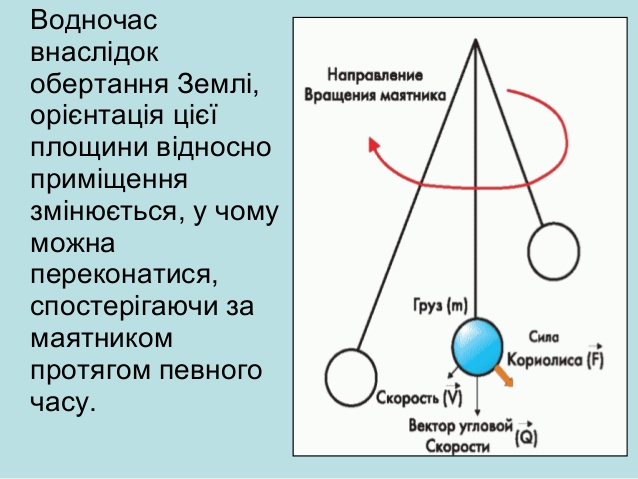 Водночас
внаслідок
обертання Землі,
орієнтація цієї
площини відносно
приміщення
змінюється, у чому
можна
переконатися,
спостерігаючи за
маятником
протягом певного
часу.
Направление
Вращения маятника
Груз (m)
Сила
Кориолиса (F)
Скорость (V)
Вектор угловой
Скорости (Q)